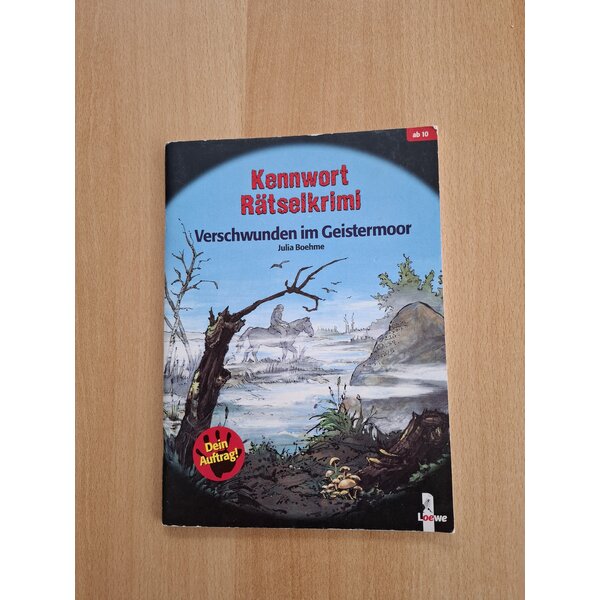 ab 10
Kennwort
Rätselkrimi
Verschwunden im Geistermoor
Julia Boehme
Dein
Auftrag!
Loewe